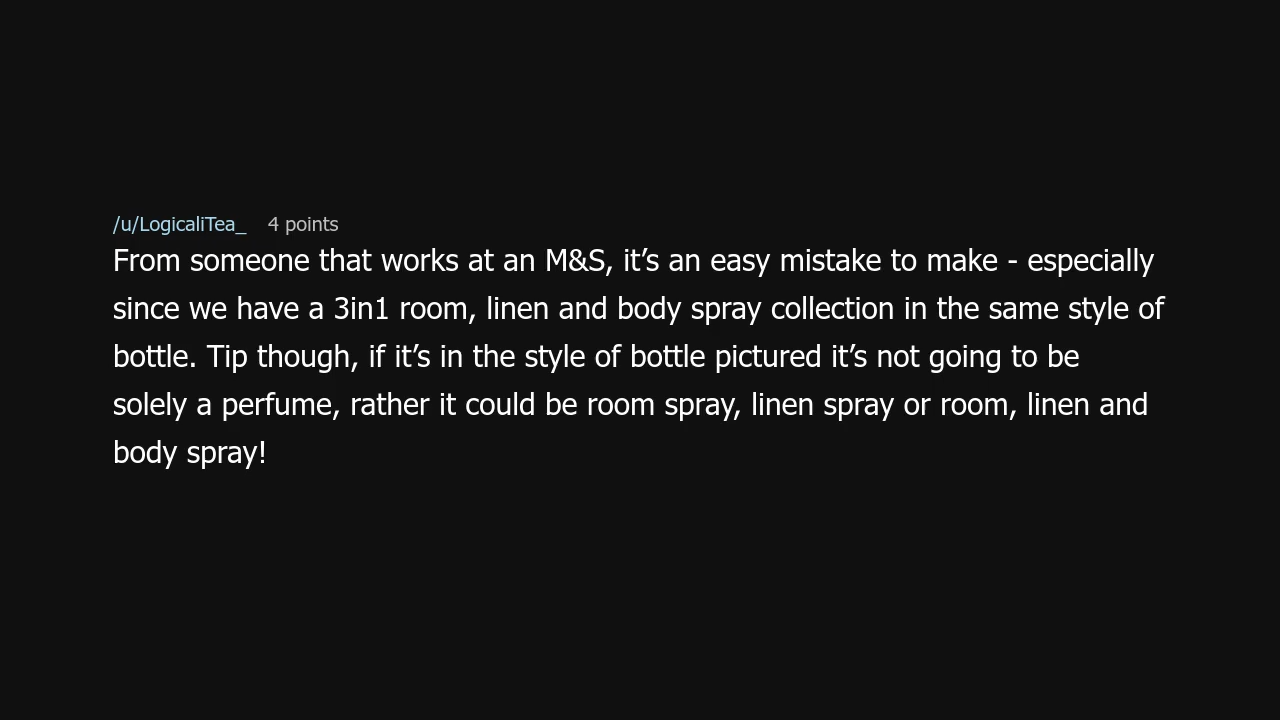 /u/LogicaliTea_ 4 points
From someone that works at an M&S, it’s an easy mistake to make - especially
since we have a 3in1 room, linen and body spray collection in the same style of
bottle. Tip though, if it’s in the style of bottle pictured it’s not going to be
solely a perfume, rather it could be room spray, linen spray or room, linen and
body spray!